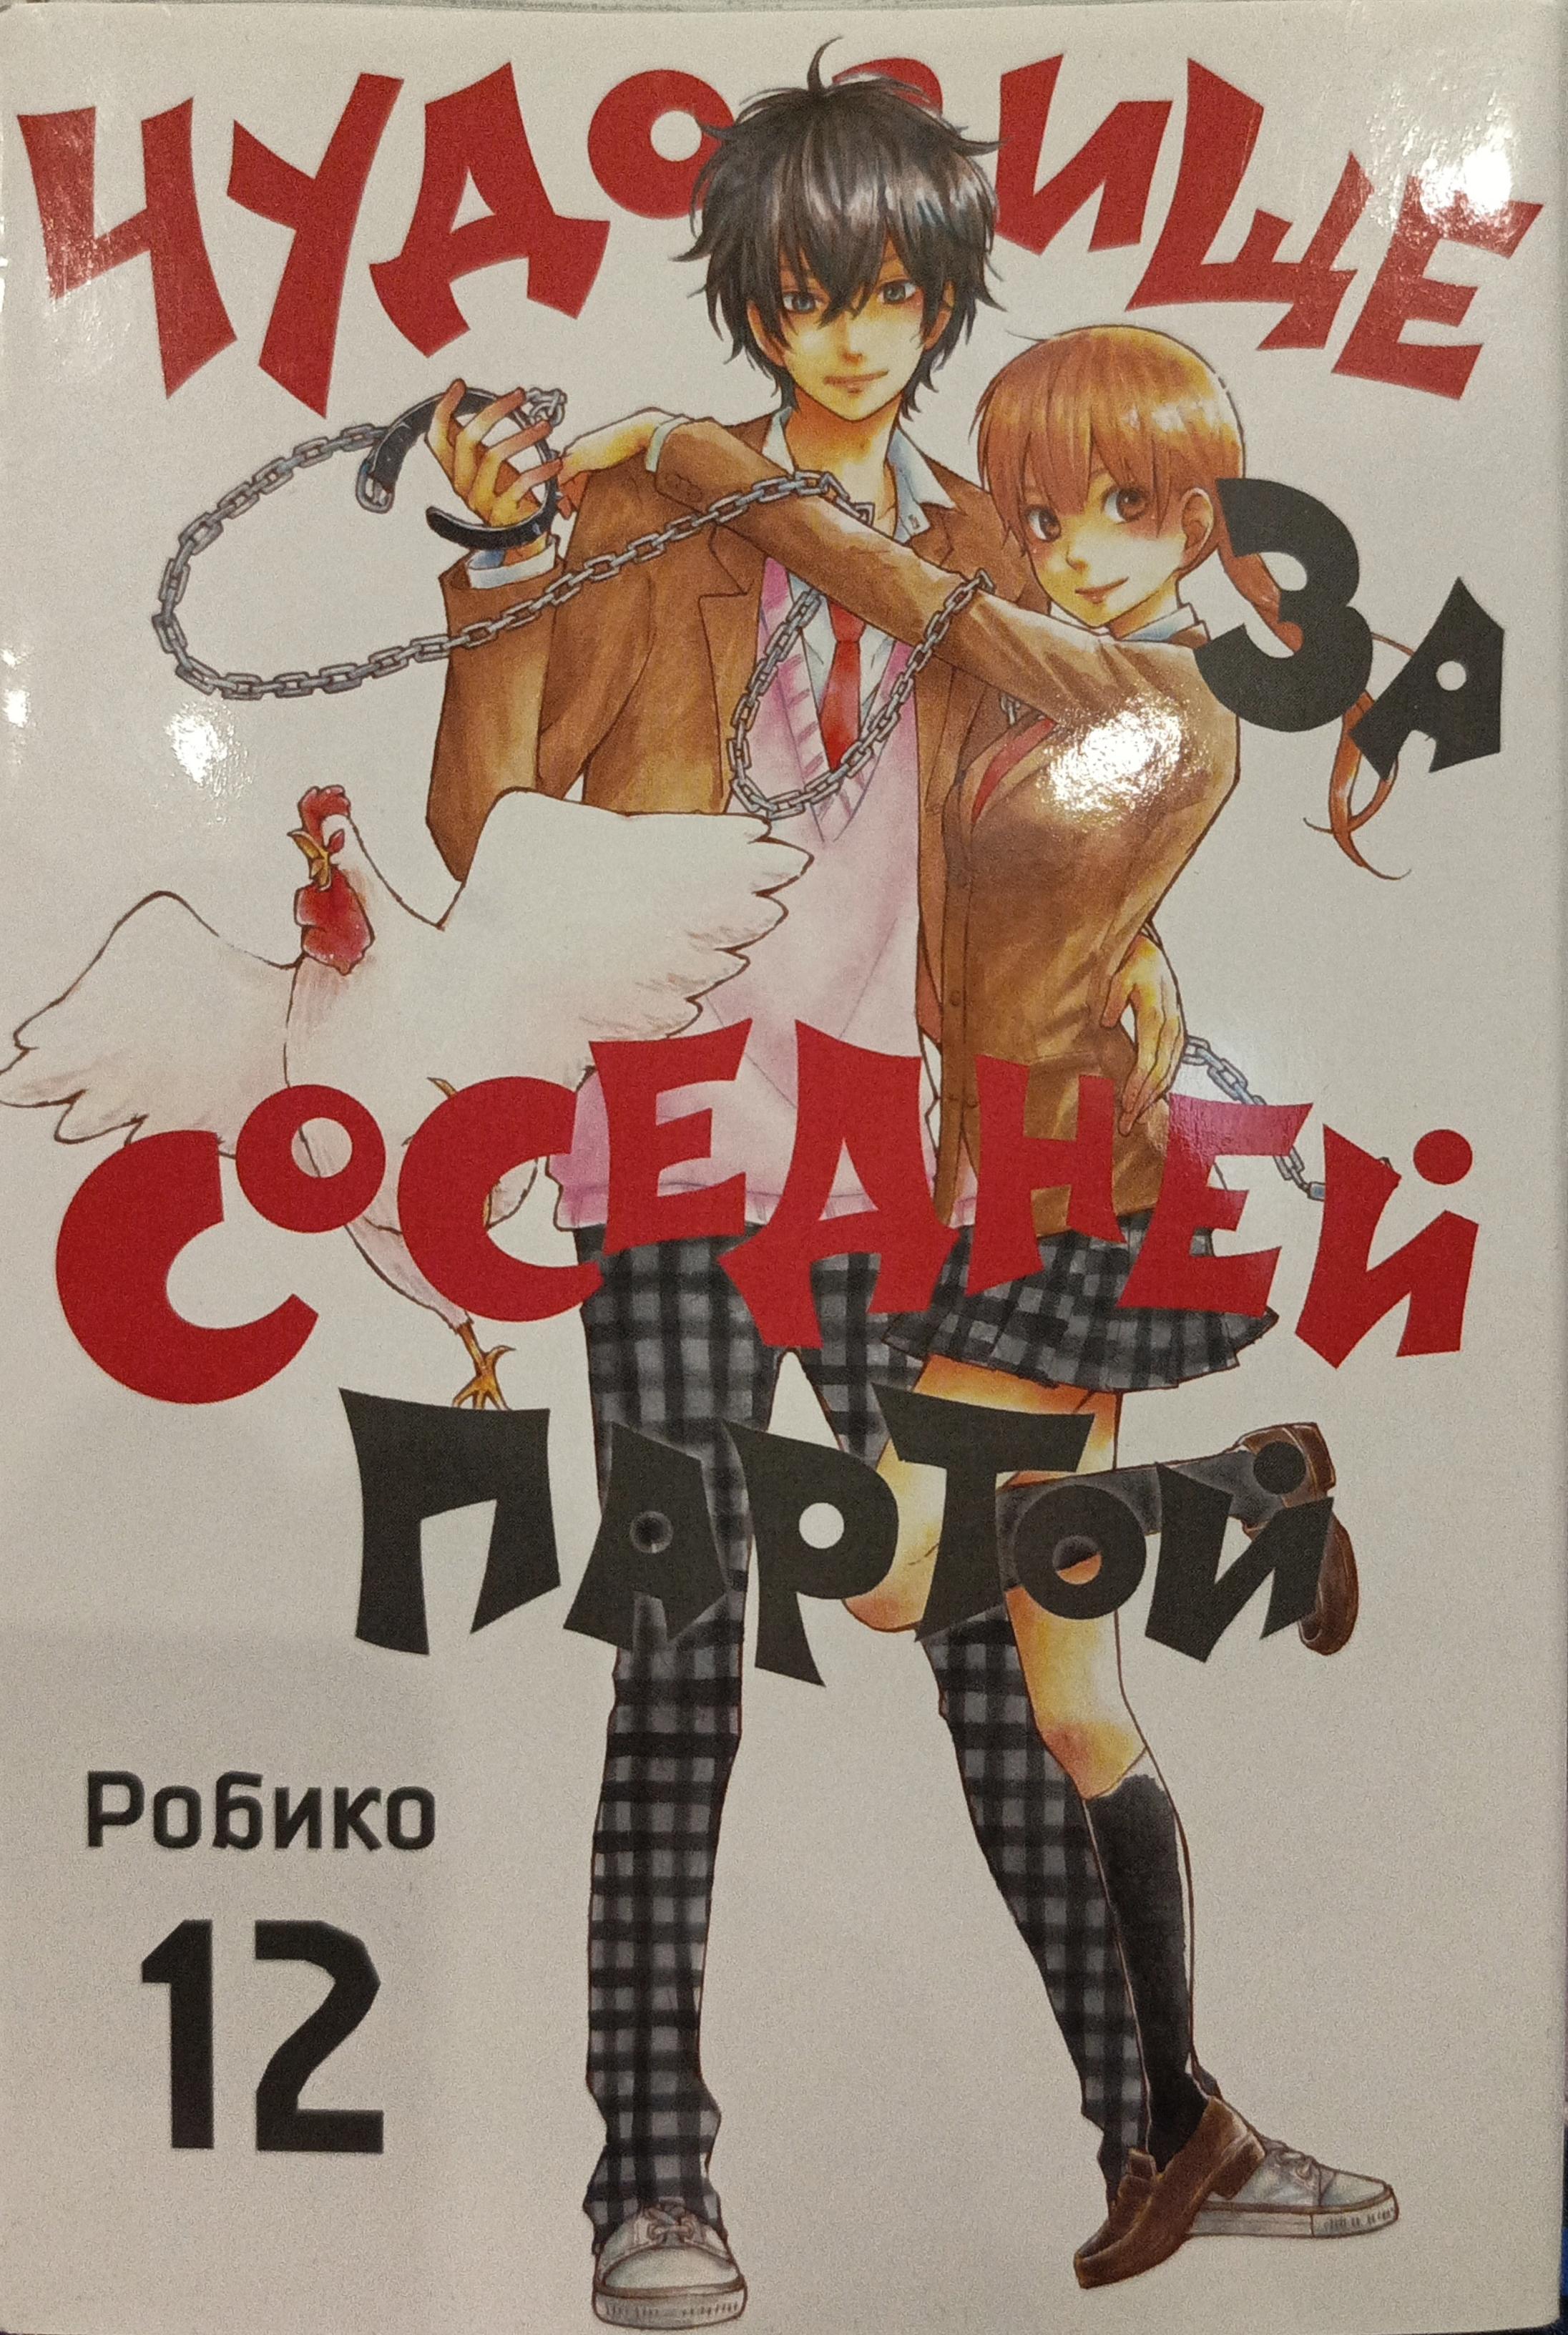 ЧУДОВИЩЕ
ЗА
СОСЕДНЕЙ
ПАРТОЙ
Робико
12